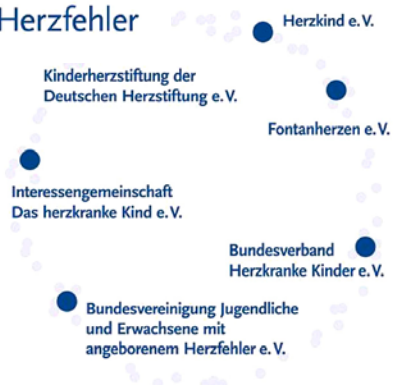 Herzfehler
Herzkind e.V.
Kinderherzstiftung der
Deutschen Herzstiftung e.V.
Fontanherzen e.V.
Interessengemeinschaft
Das herzkranke Kind e.V.
Bundesverband
Herzkranke Kinder e.V.
Bundesvereinigung Jugendliche
und Erwachsene mit
angeborenem Herzfehler e.V.